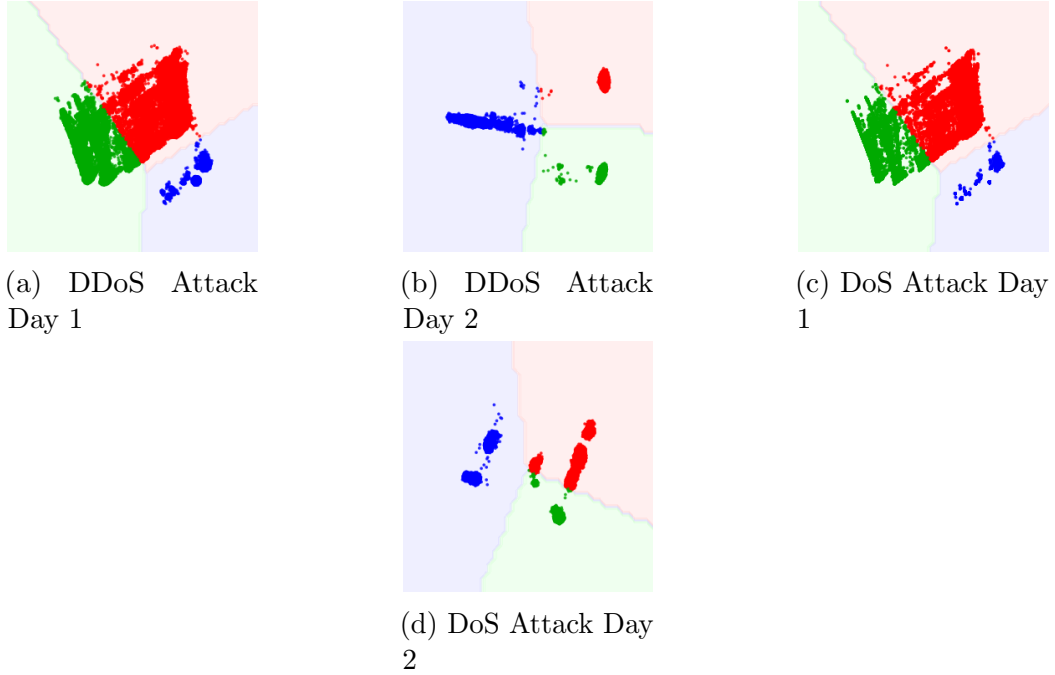 (a) DDoS Attack
Day 1
(b) DDoS Attack
Day 2
(c) DoS Attack Day
1
(d) DoS Attack Day
2